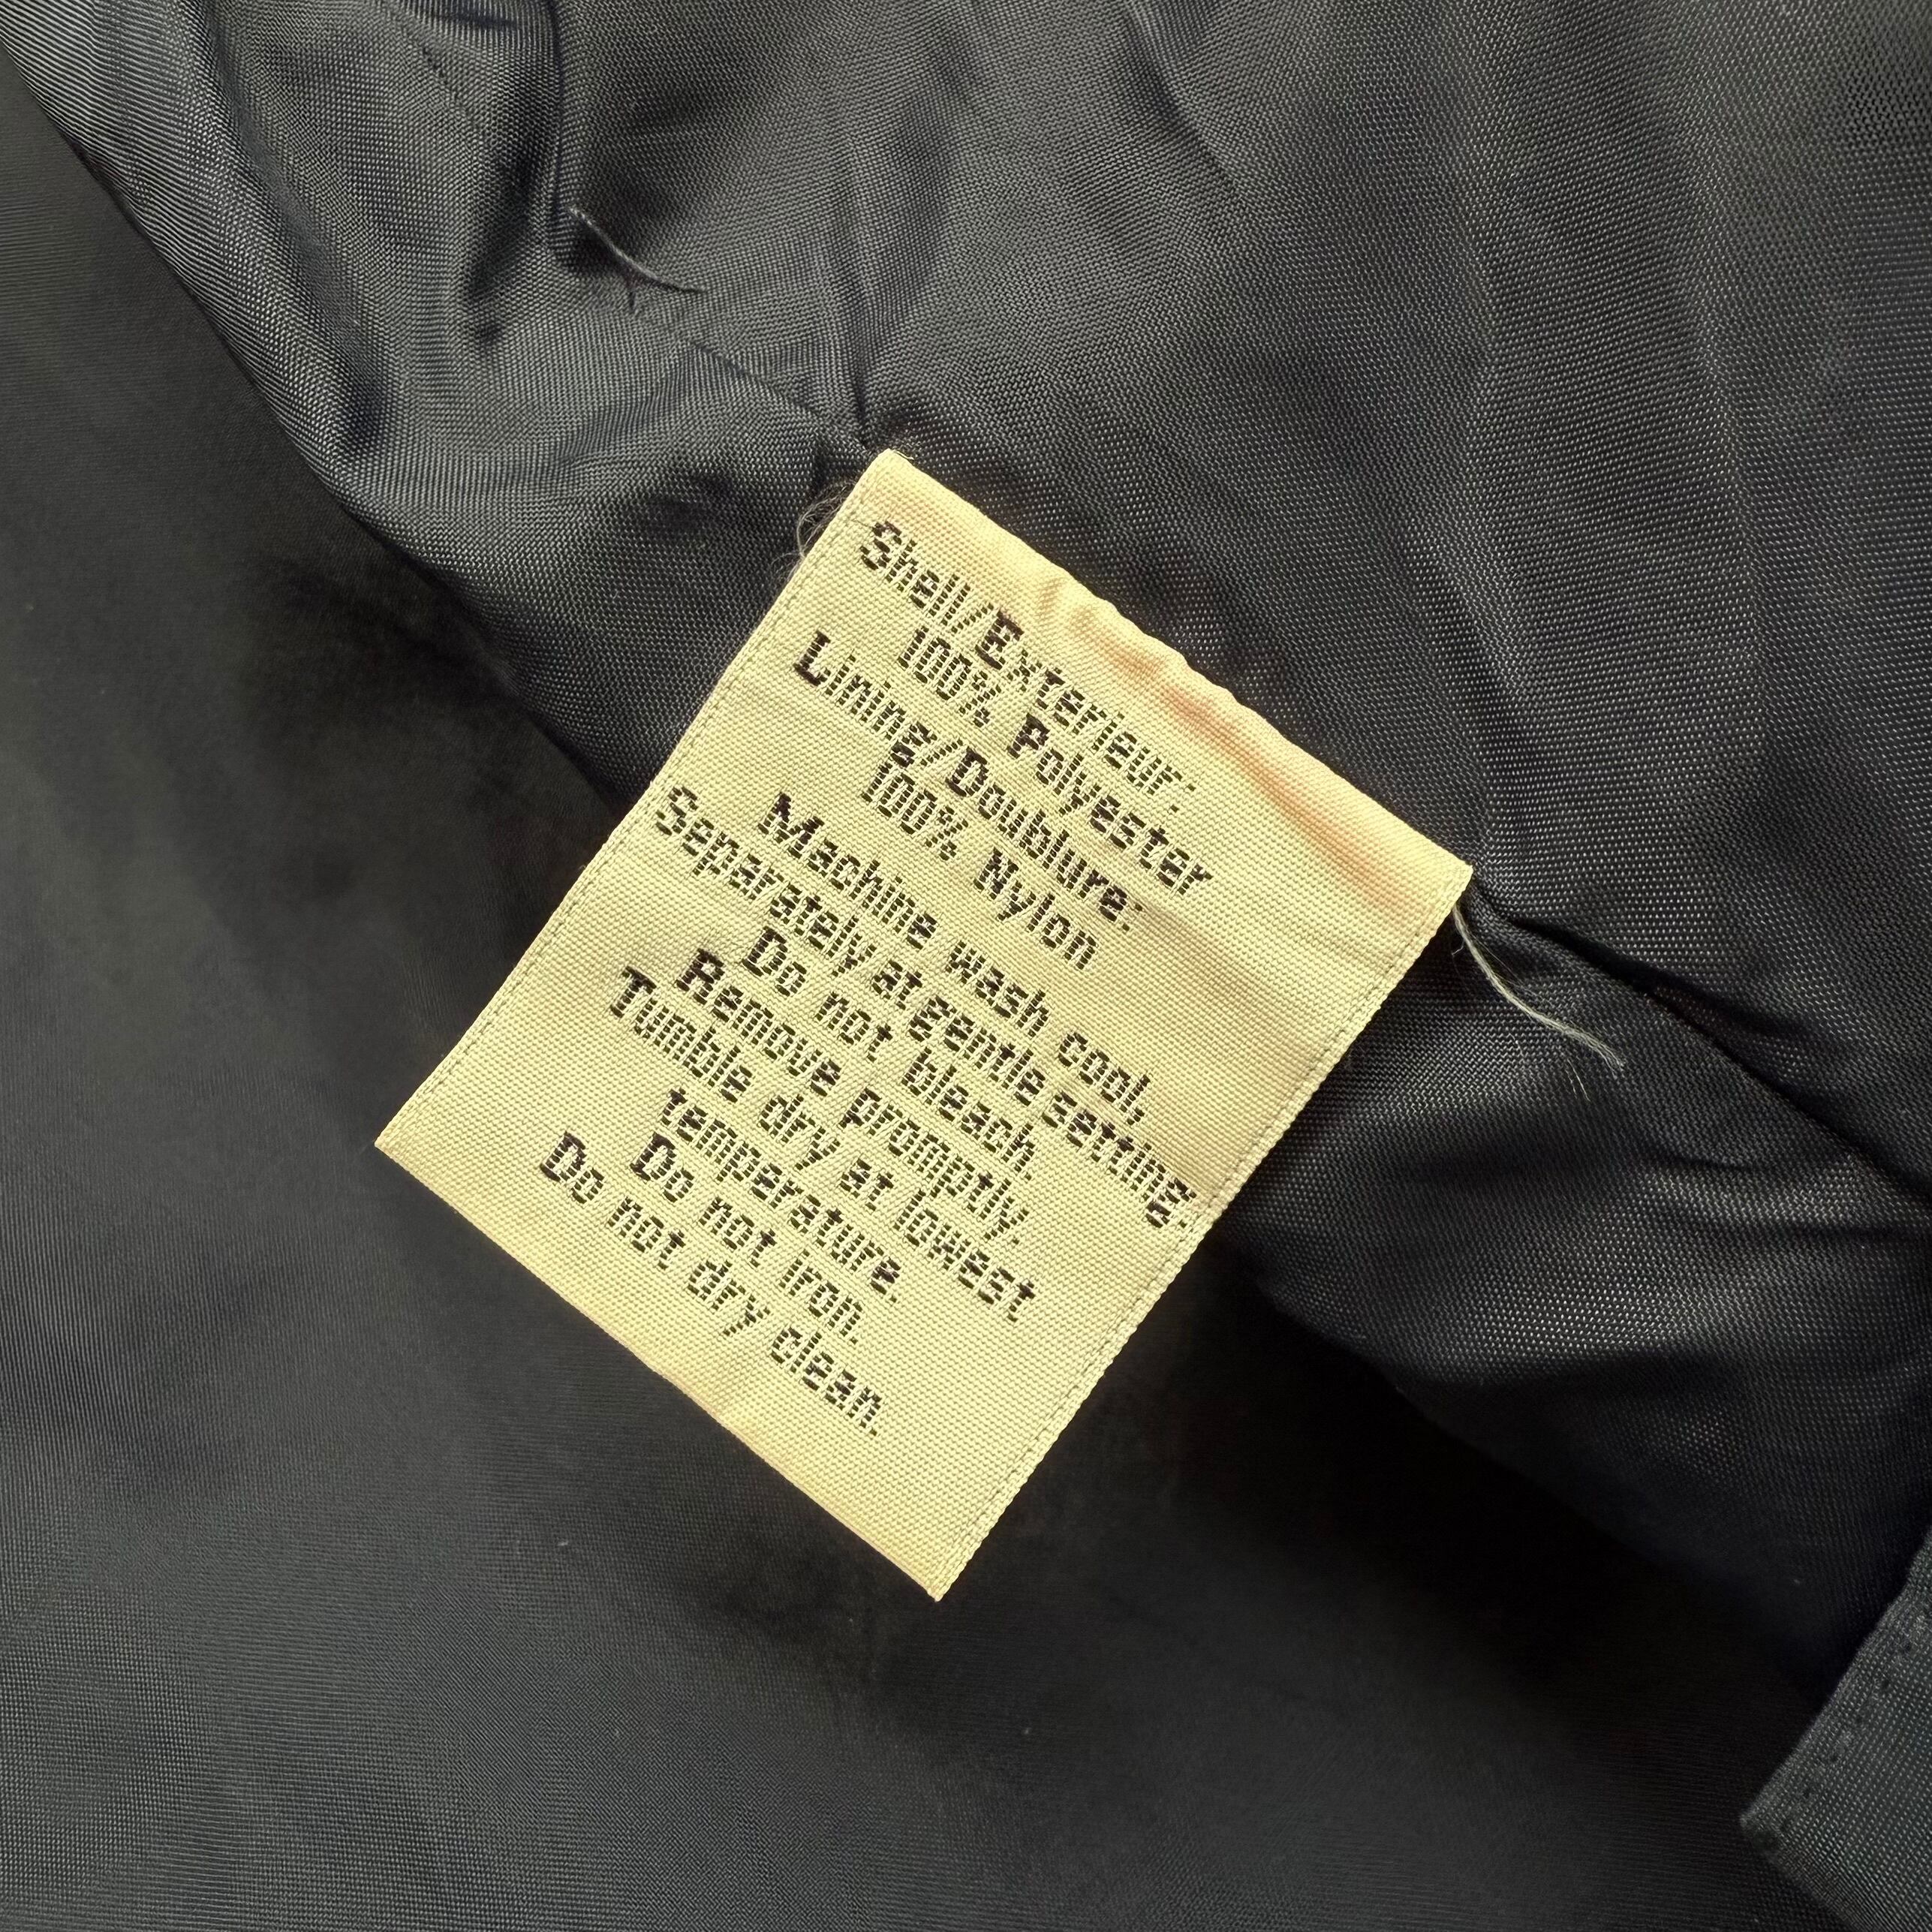 Shell/Exterieur:
100% Polyester
Lining/Doublure:
100% Nylon
Machine wash cool,
Separately at gentle setting.
Do not bleach.
Remove promptly.
Tumble dry at lowest
temperature.
Do not iron.
Do not dry clean.